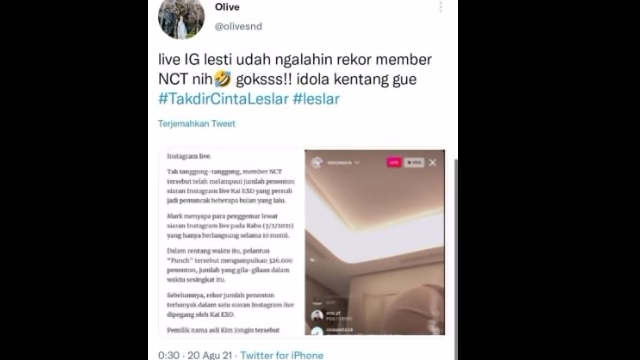 Olive
@olivesnd
live IG lesti udah ngalahin rekor member
NCT nih🤣 goksss!! idola kentang gue
#TakdirCintaLeslar #leslar
Terjemahkan Tweet
Instagram live.
Tak tanggung-tanggung, member NCT
tersebut telah melampaui jumlah penonton
siaran Instagram live Kai EXO yang pernah
jadi pemuncak beberapa bulan yang lalu.
Mark menyapa para penggemar lewat
siaran Instagram live pada Rabu
yang hanya berlangsung selama 10 menit.
Dalam rentang waktu itu, pelantun
"Punch" tersebut mengumpulkan 326.000
penonton, jumlah yang gila-gilaan dalam
waktu sesingkat itu.
Sebelumnya, rekor jumlah penonton
terbanyak dalam satu siaran Instagram live
dipegang oleh Kai EXO.
Pemilik nama asli Kim Jongin tersebut
0:30 · 20 Agu 21 · Twitter for iPhone